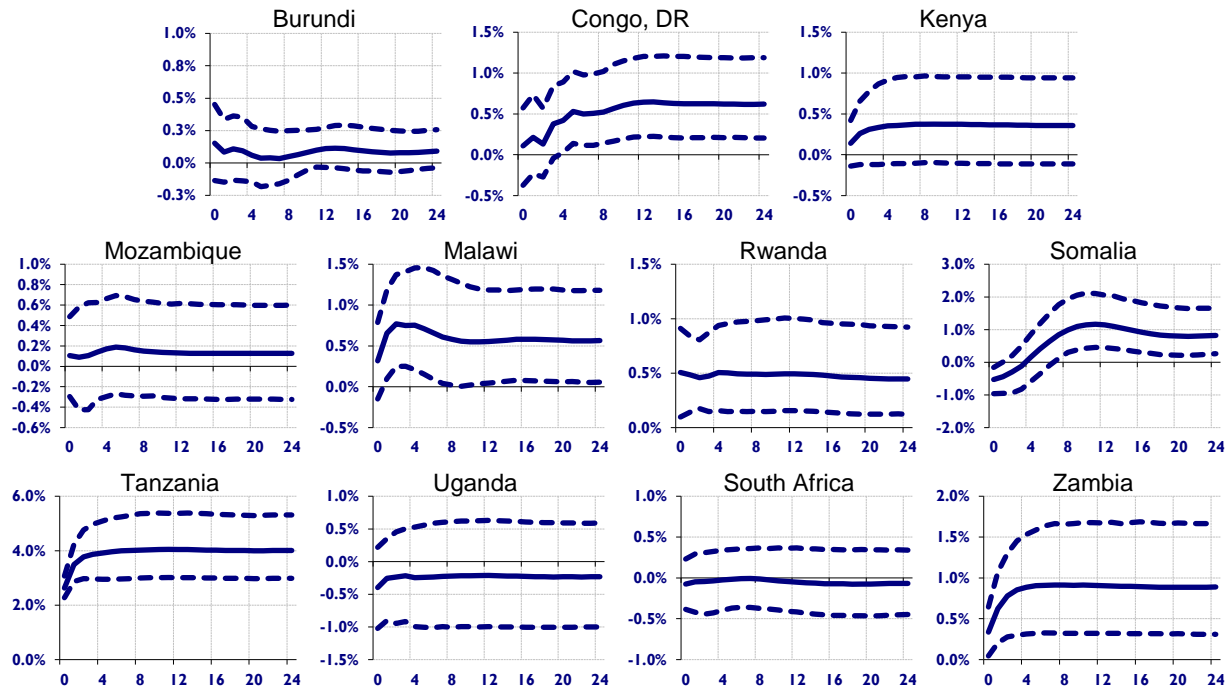 Burundi
1.0%
0.8%
0.5%
0.3%
0.0%
-0.3%
0 4 8 12 16 20 24
Congo, DR
1.5%
1.0%
0.5%
0.0%
-0.5%
0 4 8 12 16 20 24
Kenya
1.5%
1.0%
0.5%
0.0%
-0.5%
0 4 8 12 16 20 24
Mozambique
1.0%
0.8%
0.6%
0.4%
0.2%
0.0%
-0.2%
-0.4%
-0.6%
0 4 8 12 16 20 24
Malawi
1.5%
1.0%
0.5%
0.0%
-0.5%
0 4 8 12 16 20 24
Rwanda
1.5%
1.0%
0.5%
0.0%
0 4 8 12 16 20 24
Somalia
3.0%
2.0%
1.0%
0.0%
-1.0%
-2.0%
0 4 8 12 16 20 24
Tanzania
6.0%
4.0%
2.0%
0.0%
0 4 8 12 16 20 24
Uganda
1.0%
0.5%
0.0%
-0.5%
-1.0%
-1.5%
0 4 8 12 16 20 24
South Africa
1.0%
0.5%
0.0%
-0.5%
-1.0%
0 4 8 12 16 20 24
Zambia
2.0%
1.5%
1.0%
0.5%
0.0%
0 4 8 12 16 20 24